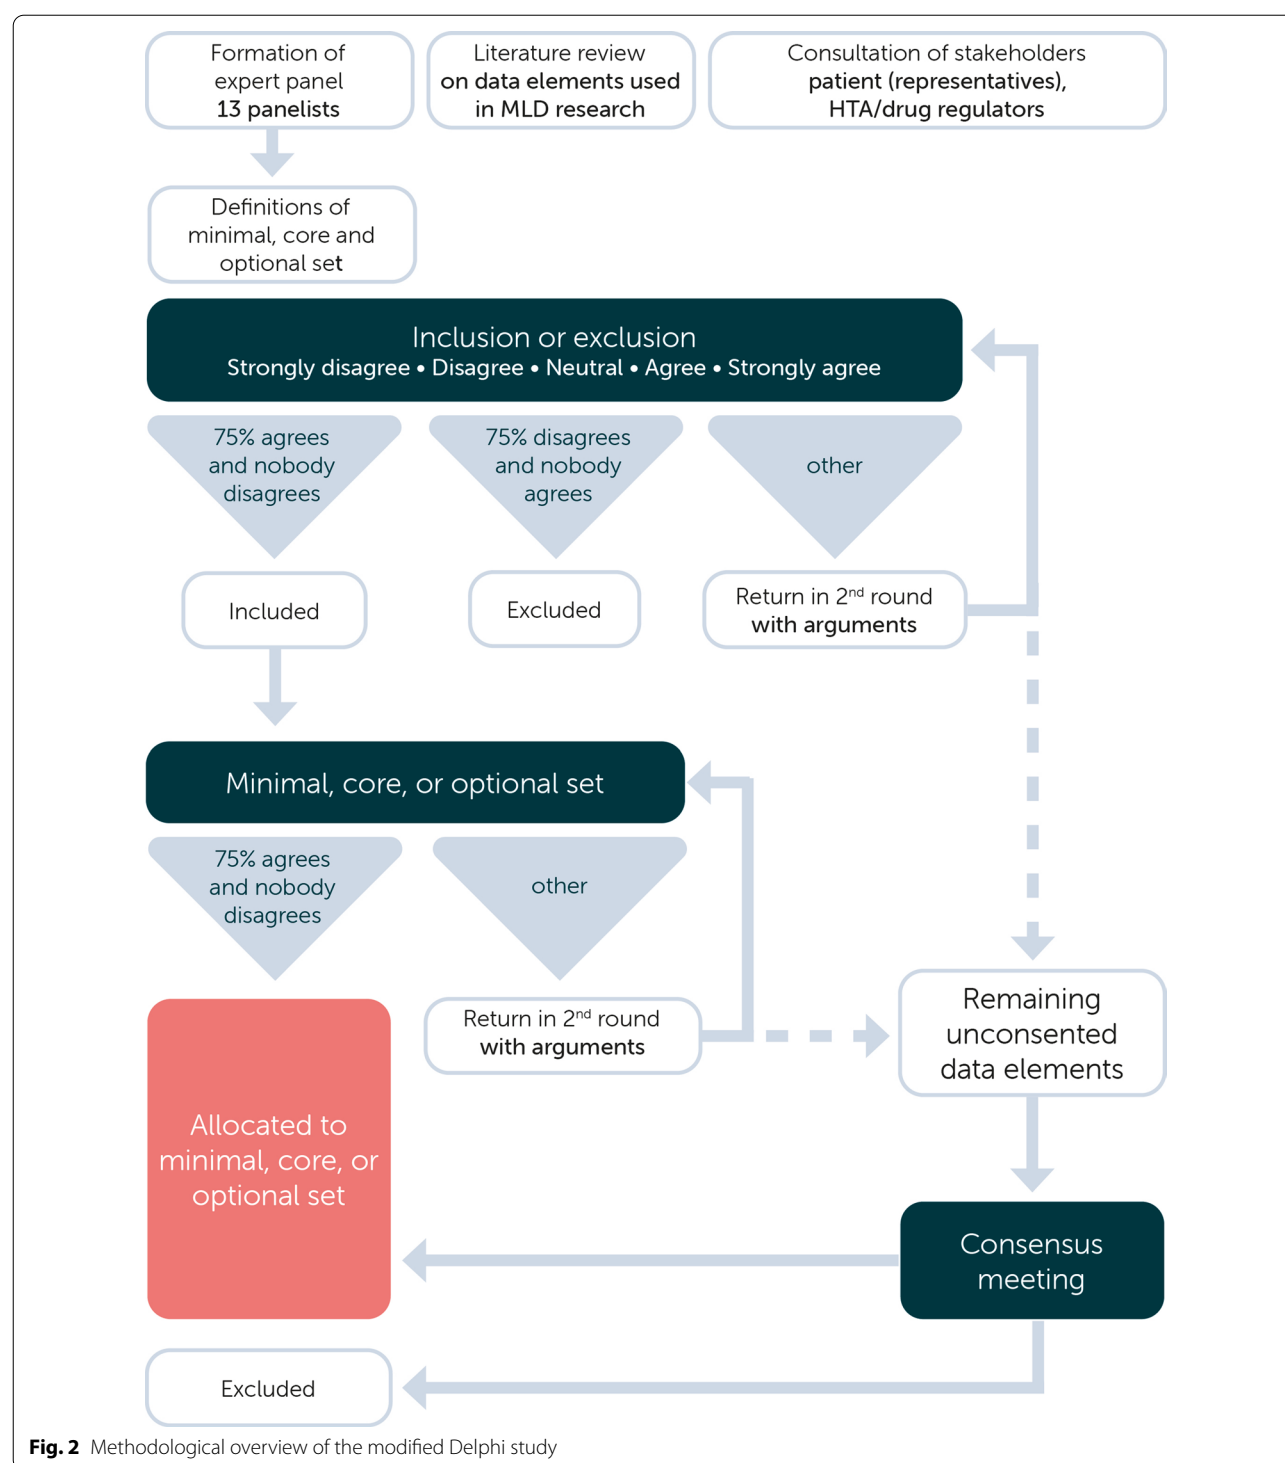 Formation of
expert panel
13 panelists
Literature review
on data elements used
in MLD research
Consultation of stakeholders
patient (representatives),
HTA/drug regulators
Definitions of
minimal, core and
optional set
Inclusion or exclusion
Strongly disagree • Disagree • Neutral • Agree • Strongly agree
75% agrees
and nobody
disagrees
75% disagrees
and nobody
agrees
other
Included
Excluded
Return in 2nd round
with arguments
Minimal, core, or optional set
75% agrees
and nobody
disagrees
other
Return in 2nd round
with arguments
Remaining
unconsented
data elements
Allocated to
minimal, core, or
optional set
Consensus
meeting
Excluded
Fig. 2 Methodological overview of the modified Delphi study